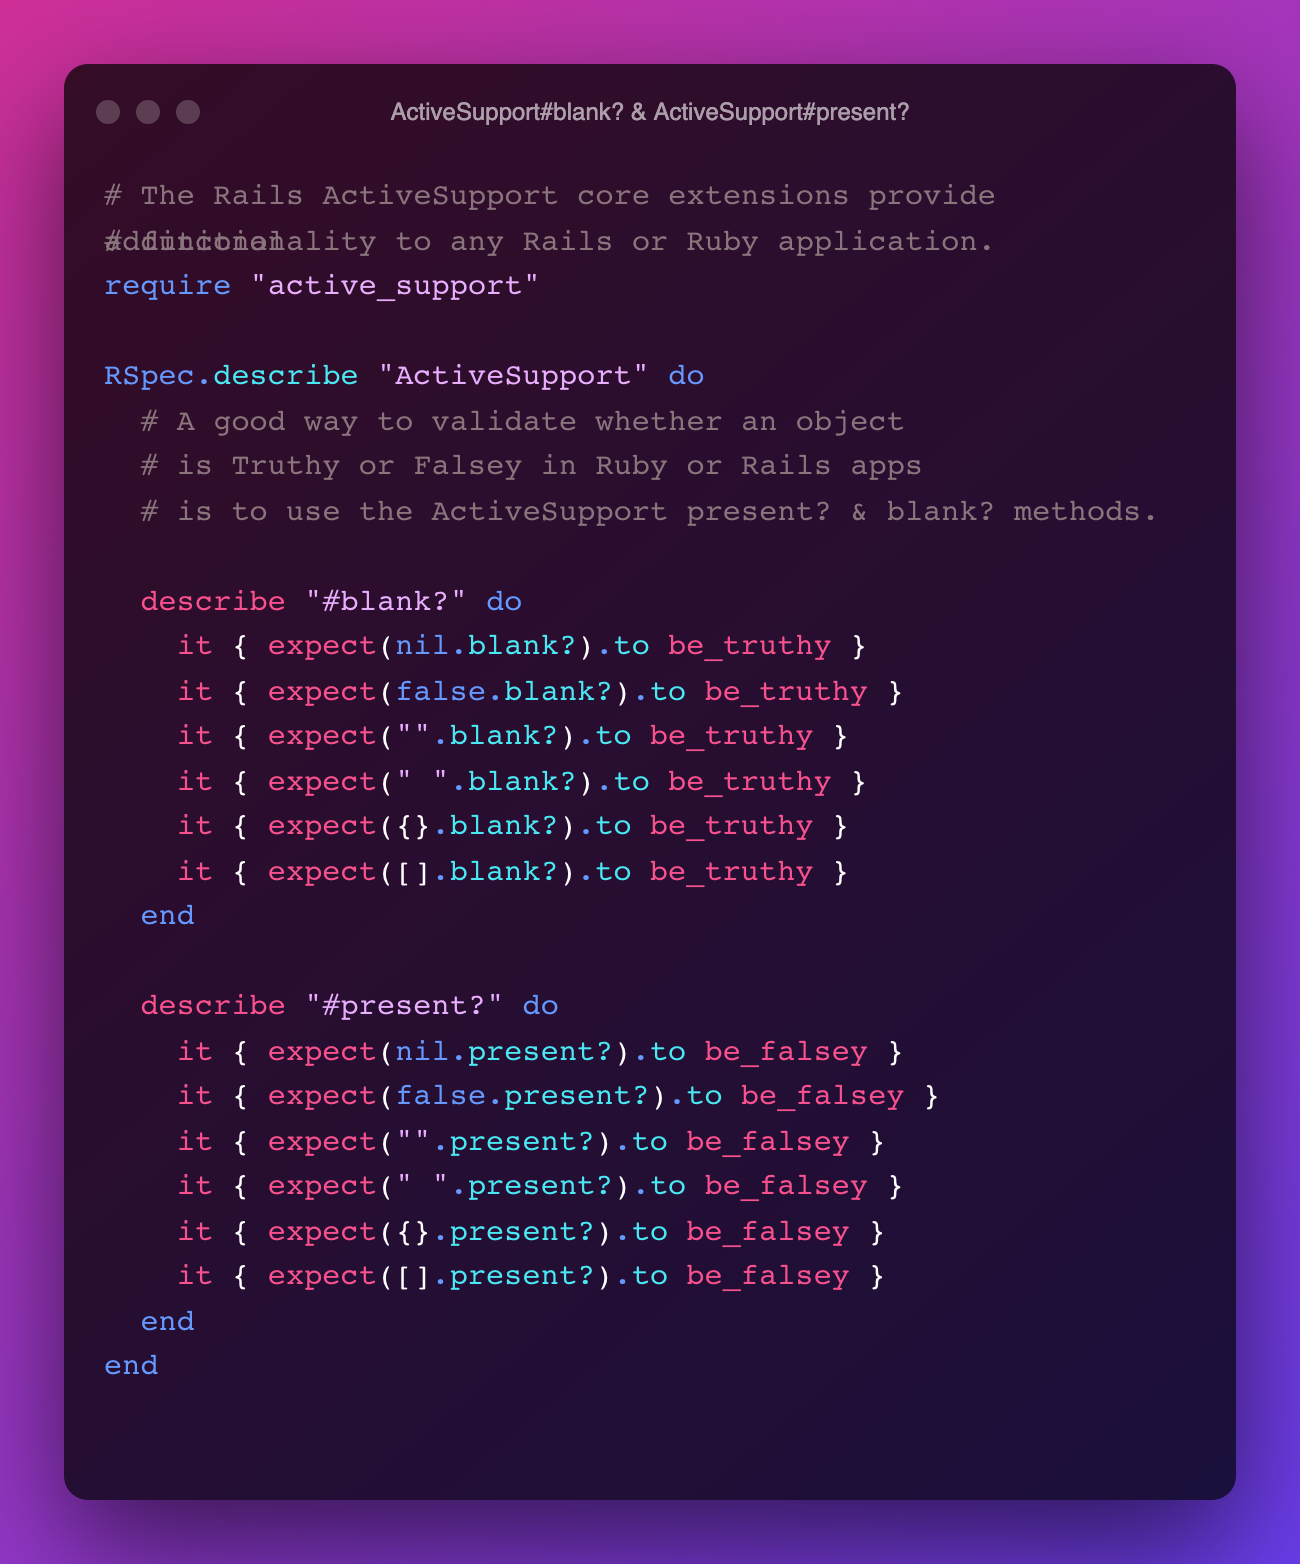 ActiveSupport#blank? & ActiveSupport#present?
# The Rails ActiveSupport core extensions provide
additional
# functionality to any Rails or Ruby application.
require "active_support"
RSpec.describe "ActiveSupport" do
  # A good way to validate whether an object
  # is Truthy or Falsey in Ruby or Rails apps
  # is to use the ActiveSupport present? & blank? methods.
  describe "#blank?" do
    it { expect(nil.blank?).to be_truthy }
    it { expect(false.blank?).to be_truthy }
    it { expect("".blank?).to be_truthy }
    it { expect(" ".blank?).to be_truthy }
    it { expect({}.blank?).to be_truthy }
    it { expect([].blank?).to be_truthy }
  end
  describe "#present?" do
    it { expect(nil.present?).to be_falsey }
    it { expect(false.present?).to be_falsey }
    it { expect("".present?).to be_falsey }
    it { expect(" ".present?).to be_falsey }
    it { expect({}.present?).to be_falsey }
    it { expect([].present?).to be_falsey }
  end
end